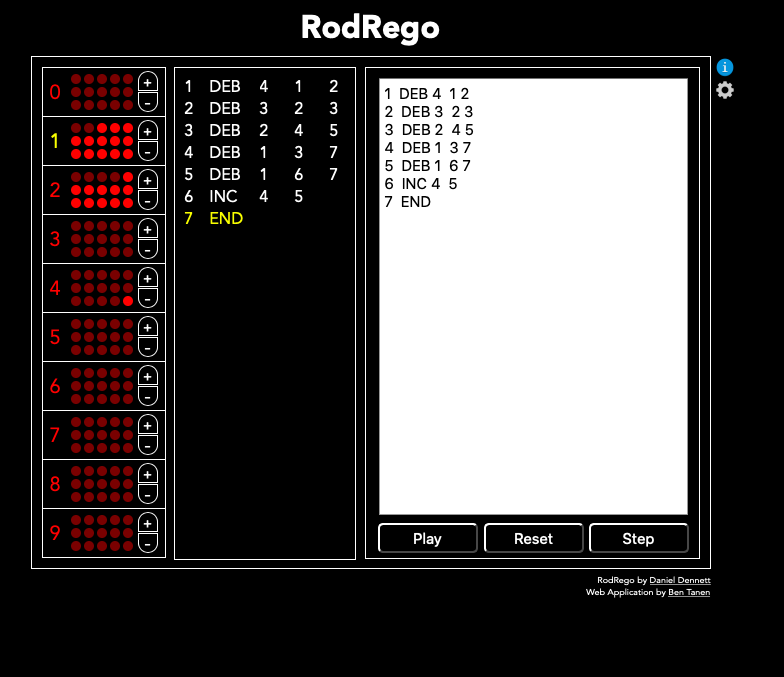 RodRego
0 + -
1 + -
2 + -
3 + -
4 + -
5 + -
6 + -
7 + -
8 + -
9 + -
1 DEB 4 1 2
2 DEB 3 2 3
3 DEB 2 4 5
4 DEB 1 3 7
5 DEB 1 6 7
6 INC 4 5
7 END
1 DEB 4 1 2
2 DEB 3 2 3
3 DEB 2 4 5
4 DEB 1 3 7
5 DEB 1 6 7
6 INC 4 5
7 END
Play Reset Step
i
RodRego by Daniel Dennett
Web Application by Ben Tanen